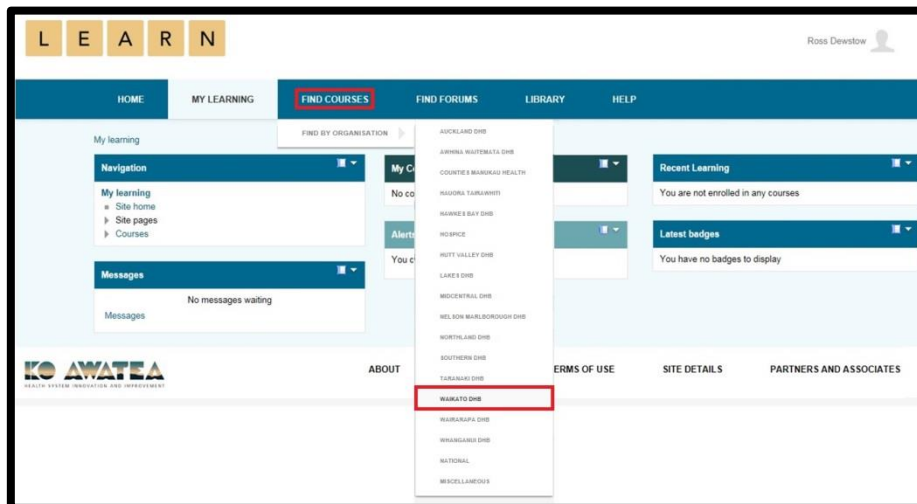 LEARN
Ross Dewstow
HOME MY LEARNING FIND COURSES FIND FORUMS LIBRARY HELP
FIND BY ORGANISATION
AUCKLAND DHB
AWHINA WAITEMATA DHB
COUNTIES MANUKAU HEALTH
HAUORA TAIRAWHITI
HAWKE'S BAY DHB
HOSPICE
HUTT VALLEY DHB
LAKES DHB
MIDCENTRAL DHB
NELSON MARLBOROUGH DHB
NORTHLAND DHB
SOUTHERN DHB
TARANAKI DHB
WAIKATO DHB
WAIRARAPA DHB
WHANGANUI DHB
NATIONAL
MISCELLANEOUS
My learning
Navigation
My learning
Site home
Site pages
Courses
Messages
No messages waiting
Messages
My C
No co
Alerts
You c
Recent Learning
You are not enrolled in any courses
Latest badges
You have no badges to display
KO AWATEA
HEALTH SYSTEM INNOVATION AND IMPROVEMENT
ABOUT ERMS OF USE SITE DETAILS PARTNERS AND ASSOCIATES